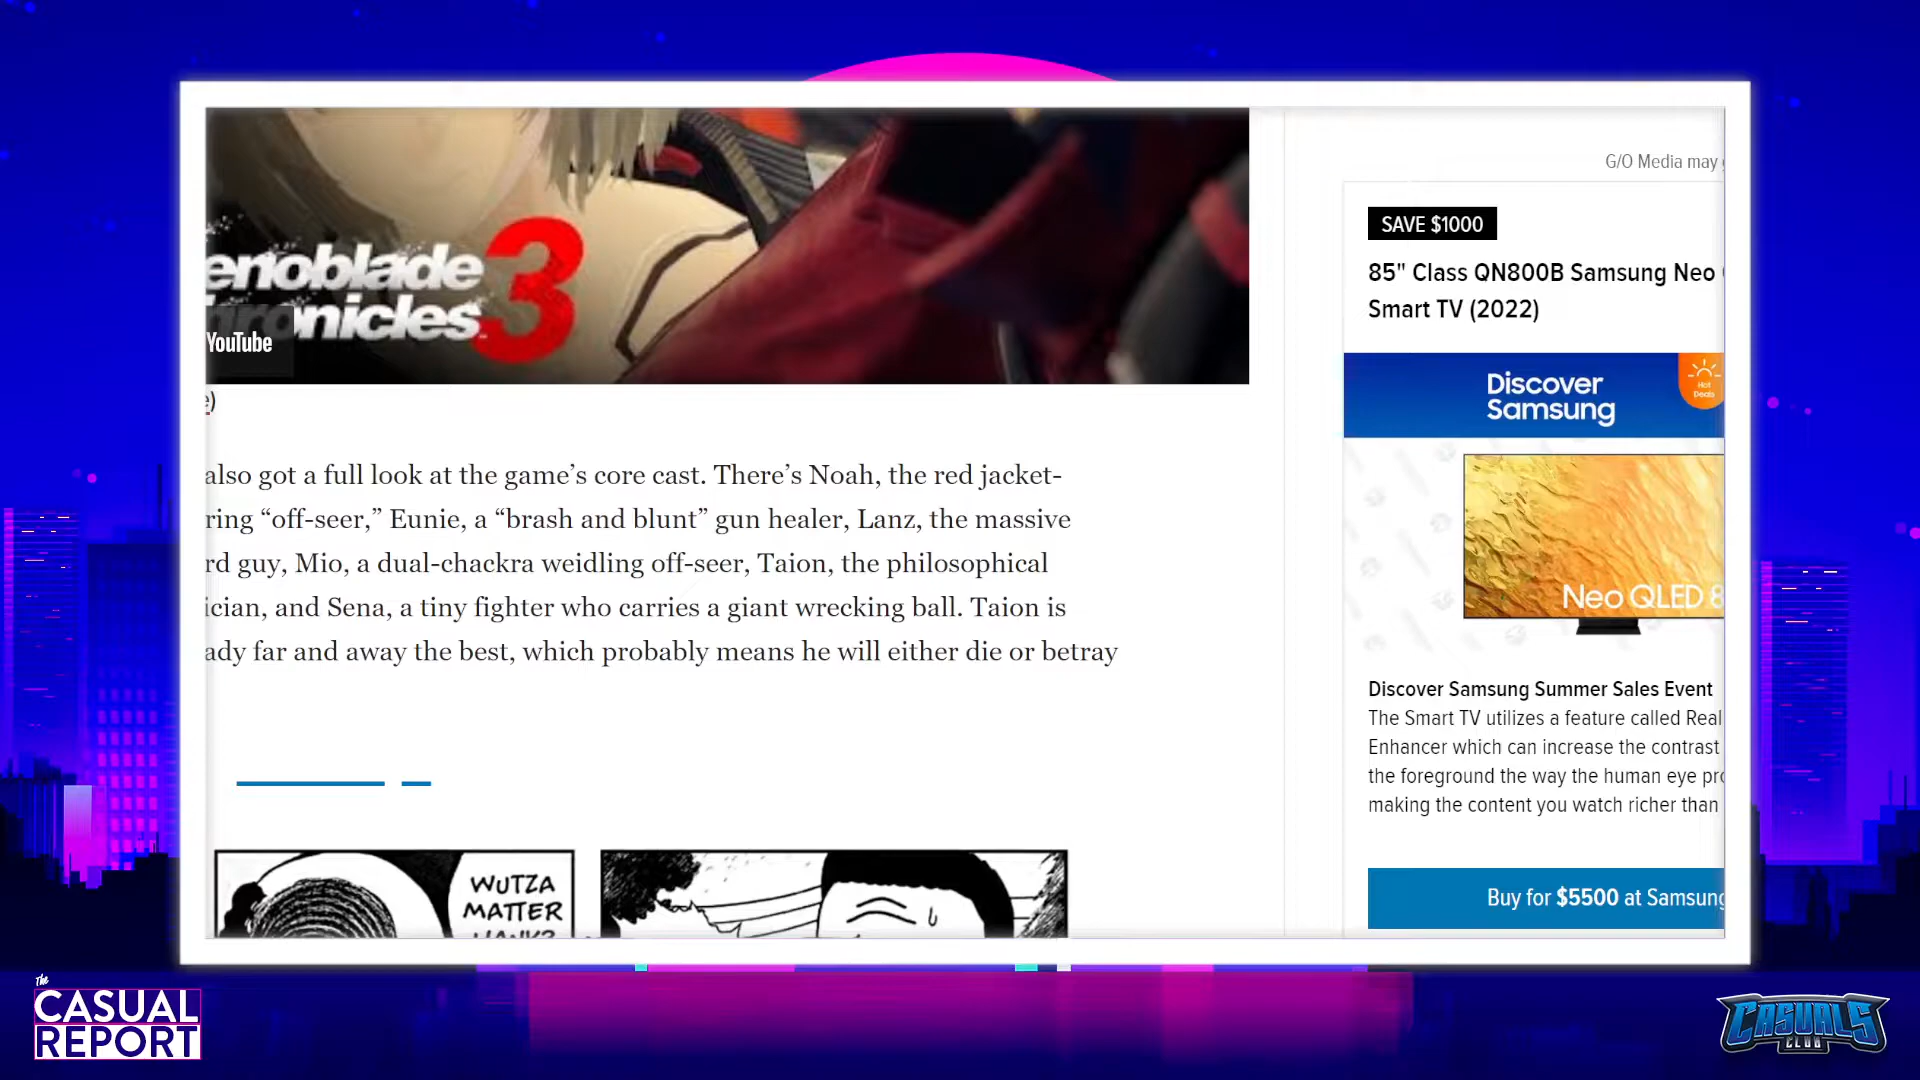 enoblade
ronicles 3
YouTube
e)
also got a full look at the game’s core cast. There’s Noah, the red jacket-
ring “off-seer,” Eunie, a “brash and blunt” gun healer, Lanz, the massive
rd guy, Mio, a dual-chackra weidling off-seer, Taion, the philosophical
ician, and Sena, a tiny fighter who carries a giant wrecking ball. Taion is
ady far and away the best, which probably means he will either die or betray
WUTZA
MATTER
G/O Media may
SAVE $1000
85" Class QN800B Samsung Neo
Smart TV (2022)
Discover
Samsung
Hot
Deals
Neo QLED 8
Discover Samsung Summer Sales Event
The Smart TV utilizes a feature called Real
Enhancer which can increase the contrast
the foreground the way the human eye pro
making the content you watch richer than
Buy for $5500 at Samsung
The
CASUAL
REPORT
CASUALS
CLUB